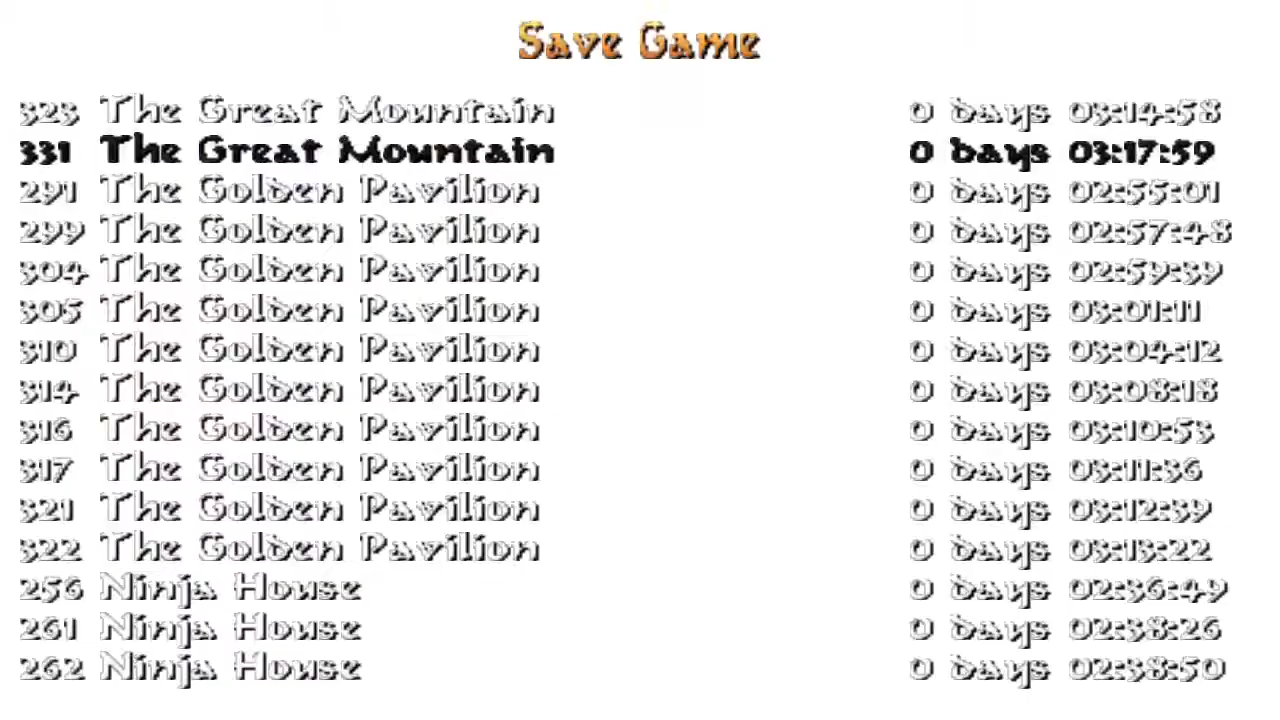 Save Game
323 The Great Mountain 0 days 03:14:58
331 The Great Mountain 0 days 03:17:59
291 The Golden Pavilion 0 days 02:55:01
299 The Golden Pavilion 0 days 02:57:48
304 The Golden Pavilion 0 days 02:59:39
305 The Golden Pavilion 0 days 03:01:11
310 The Golden Pavilion 0 days 03:04:12
314 The Golden Pavilion 0 days 03:08:18
316 The Golden Pavilion 0 days 03:10:53
317 The Golden Pavilion 0 days 03:11:36
321 The Golden Pavilion 0 days 03:12:39
322 The Golden Pavilion 0 days 03:13:22
256 Ninja House 0 days 02:36:49
261 Ninja House 0 days 02:38:26
262 Ninja House 0 days 02:38:50